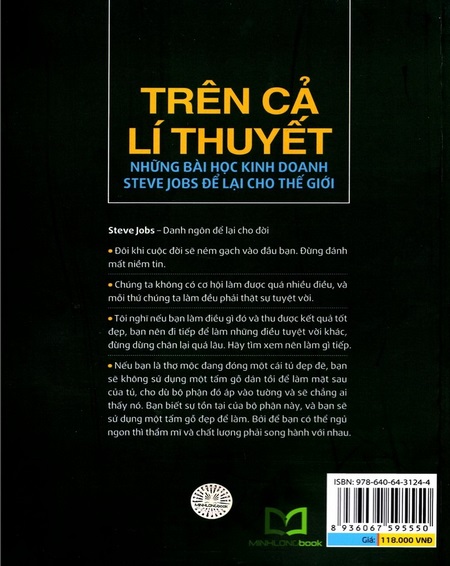 TRÊN CẢ
LÍ THUYẾT
NHỮNG BÀI HỌC KINH DOANH
STEVE JOBS ĐỂ LẠI CHO THẾ GIỚI
Steve Jobs – Danh ngôn để lại cho đời
• Đôi khi cuộc đời sẽ ném gạch vào đầu bạn. Đừng đánh
mất niềm tin.
• Chúng ta không có cơ hội làm được quá nhiều điều, và
mỗi thứ chúng ta làm đều phải thật sự tuyệt vời.
• Tôi nghĩ nếu bạn làm điều gì đó và thu được kết quả tốt
đẹp, bạn nên đi tiếp để làm những điều tuyệt vời khác,
đừng dừng chân lại quá lâu. Hãy tìm xem nên làm gì tiếp.
• Nếu bạn là thợ mộc đang đóng một cái tủ đẹp đẽ, bạn
sẽ không sử dụng một tấm gỗ dán tồi để làm mặt sau
của tủ, cho dù bộ phận đó áp vào tường và sẽ chẳng ai
thấy nó. Bạn biết sự tồn tại của bộ phận này, và bạn sẽ
sử dụng một tấm gỗ đẹp để làm. Bởi để bạn có thể ngủ
ngon thì thẩm mĩ và chất lượng phải song hành với nhau.
ISBN: 978-640-64-3124-4
8 936067 595550
Giá: 118.000 VNĐ
MINHLONGbook